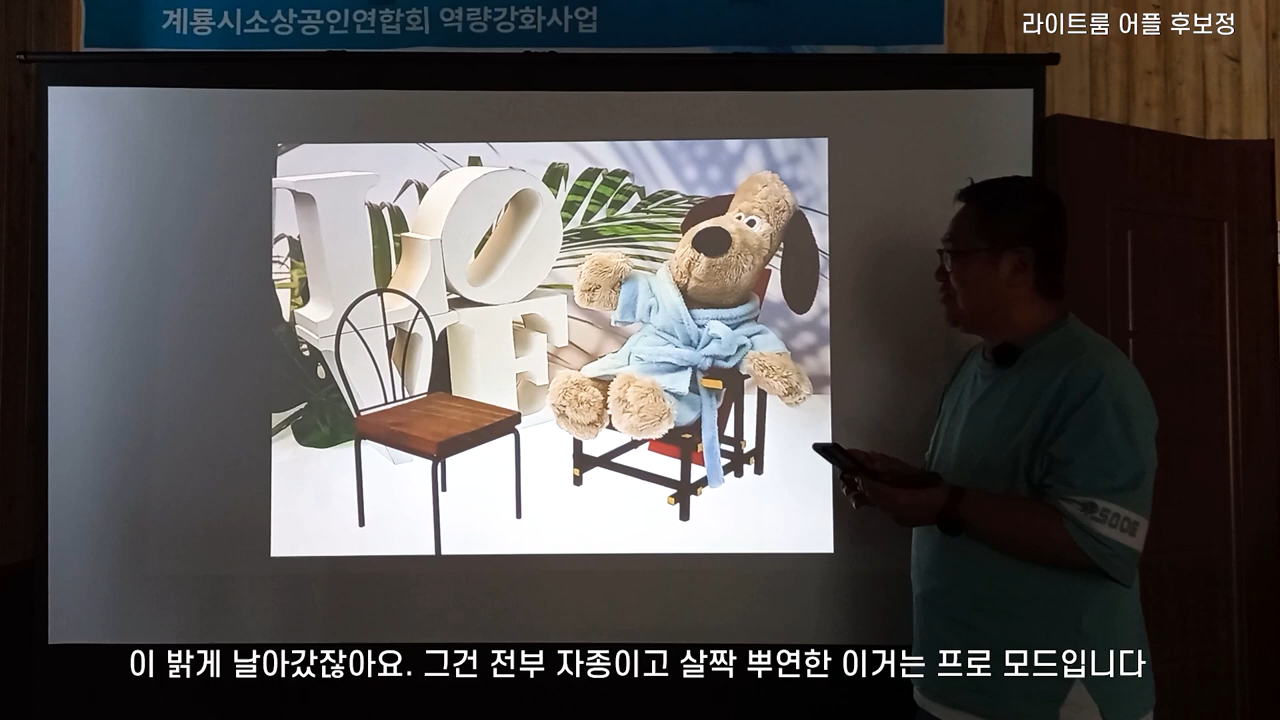 계룡시소상공인연합회 역량강화사업
라이트룸 어플 후보정
LOVE
이 밝게 날아갔잖아요. 그건 전부 자종이고 살짝 뿌연한 이거는 프로 모드입니다